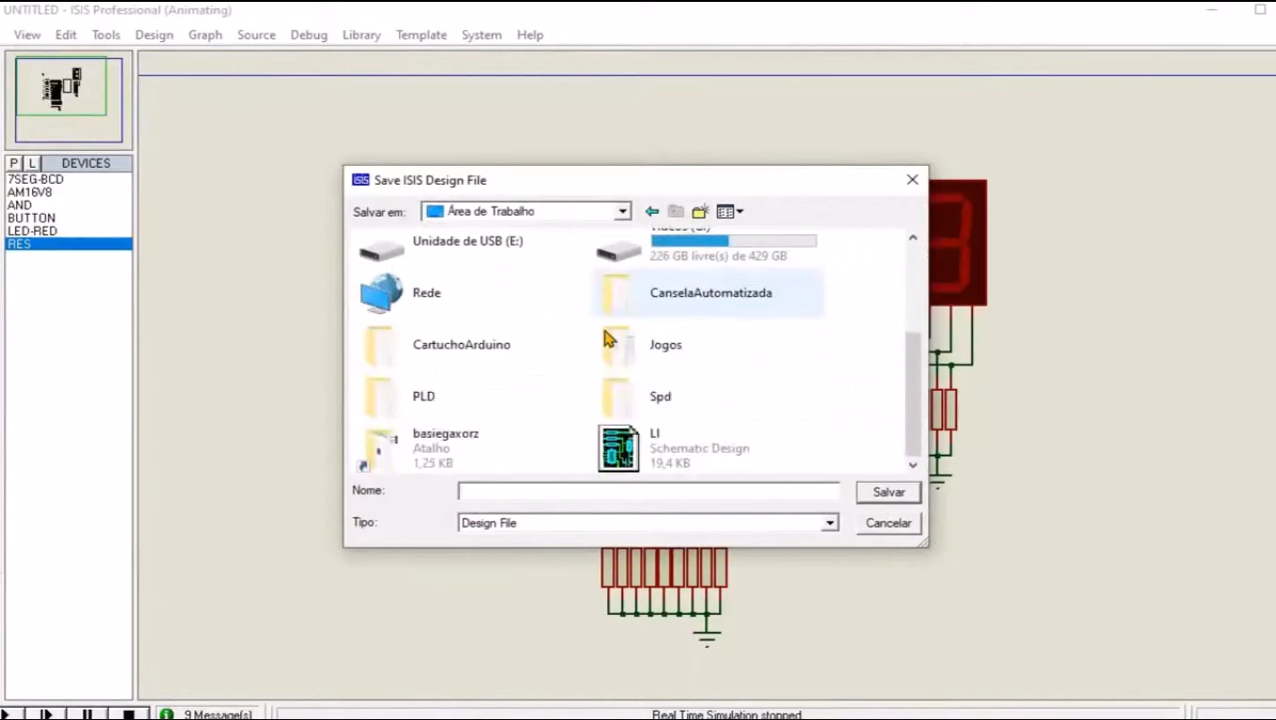 UNTITLED - ISIS Professional (Animating)
View Edit Tools Design Graph Source Debug Library Template System Help
P L DEVICES
7SEG-BCD
AM16V8
AND
BUTTON
LED-RED
RES
ISIS Save ISIS Design File
Salvar em: Área de Trabalho
Unidade de USB (E:)
226 GB livre(s) de 429 GB
Rede
CanselaAutomatizada
CartuchoArduino
Jogos
PLD
Spd
basiegaxorz
Atalho
1,25 KB
LI
Schematic Design
19,4 KB
Nome:
Salvar
Tipo: Design File
Cancelar
9 Message(s)
Real Time Simulation stopped.